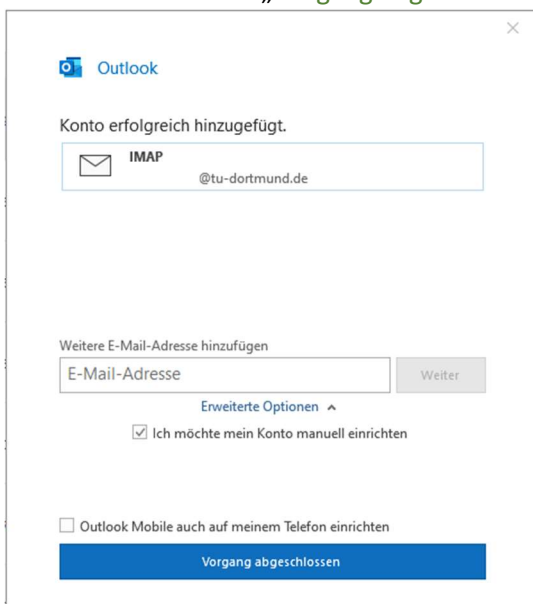 Outlook
Konto erfolgreich hinzugefügt.
IMAP
@tu-dortmund.de
Weitere E-Mail-Adresse hinzufügen
E-Mail-Adresse
Weiter
Erweiterte Optionen
Ich möchte mein Konto manuell einrichten
Outlook Mobile auch auf meinem Telefon einrichten
Vorgang abgeschlossen